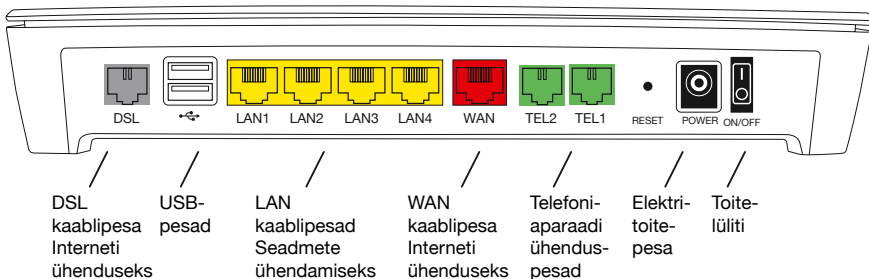 DSL LAN1 LAN2 LAN3 LAN4 WAN TEL2 TEL1 RESET POWER ON/OFF
DSL
kaablipesa
Interneti
ühenduseks
USB-
pesad
LAN
kaablipesad
Seadmete
ühendamiseks
WAN
kaablipesa
Interneti
ühenduseks
Telefoni-
aparaadi
ühendus-
pesad
Elektri-
toite-
pesa
Toite-
lüliti